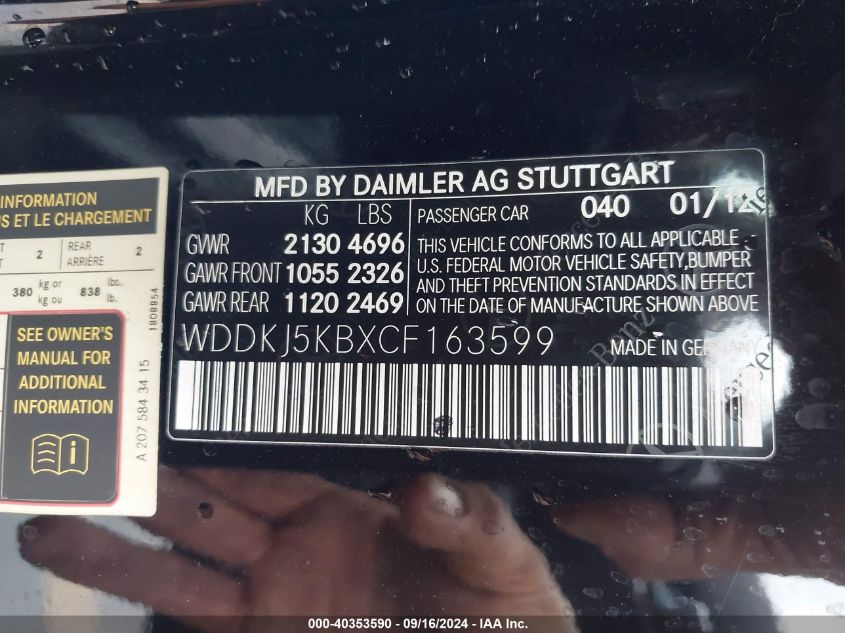 INFORMATION
S ET LE CHARGEMENT
2 REAR ARRIÈRE 2
380 kg or kg ou 838 lbs. lb.
SEE OWNER'S
MANUAL FOR
ADDITIONAL
INFORMATION
1808854
A 207 584 34 15
MFD BY DAIMLER AG STUTTGART
KG LBS PASSENGER CAR 040 01/12
GVWR 2130 4696
GAWR FRONT 1055 2326
GAWR REAR 1120 2469
THIS VEHICLE CONFORMS TO ALL APPLICABLE
U.S. FEDERAL MOTOR VEHICLE SAFETY,BUMPER
AND THEFT PREVENTION STANDARDS IN EFFECT
ON THE DATE OF MANUFACTURE SHOWN ABOVE
WDDKJ5KBXCF163599 MADE IN GERMANY
000-40353590 - 09/16/2024 - IAA Inc.